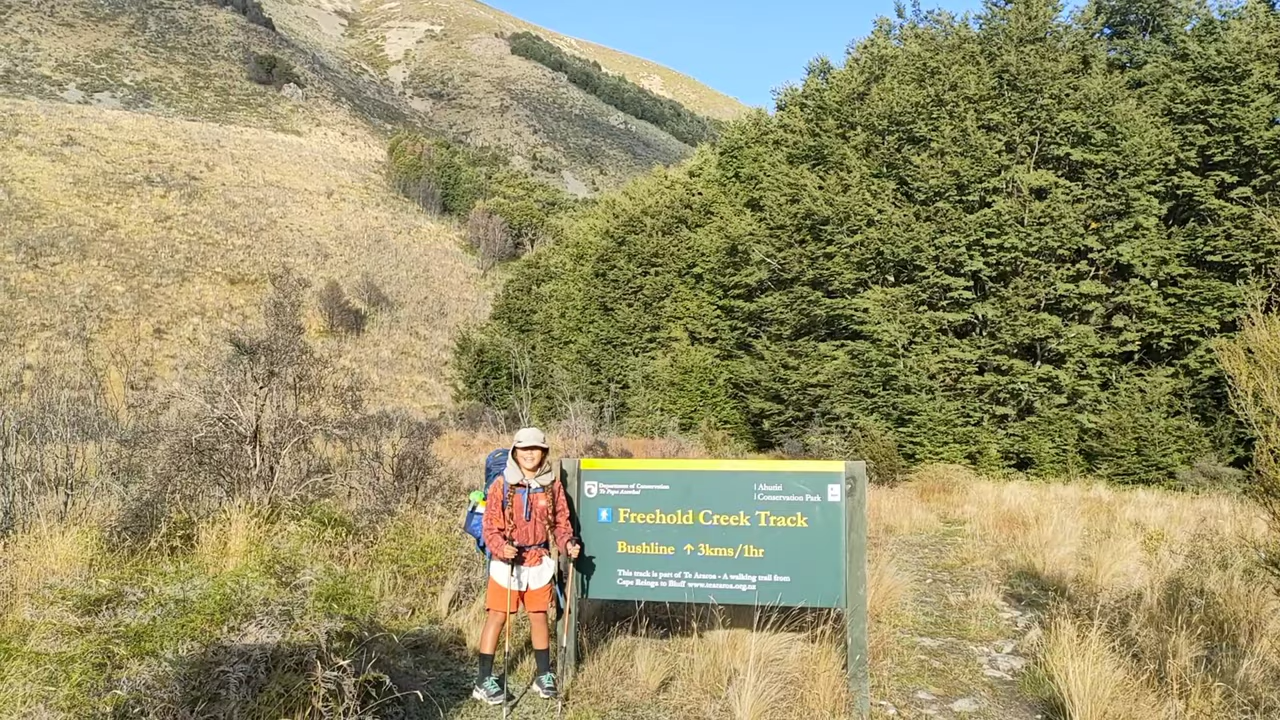 Department of Conservation
Te Papa Atawhai
Ahuriri
Conservation Park
Freehold Creek Track
Bushline ↑ 3kms/1hr
This track is part of Te Araroa - A walking trail from
Cape Reinga to Bluff www.teararoa.org.nz